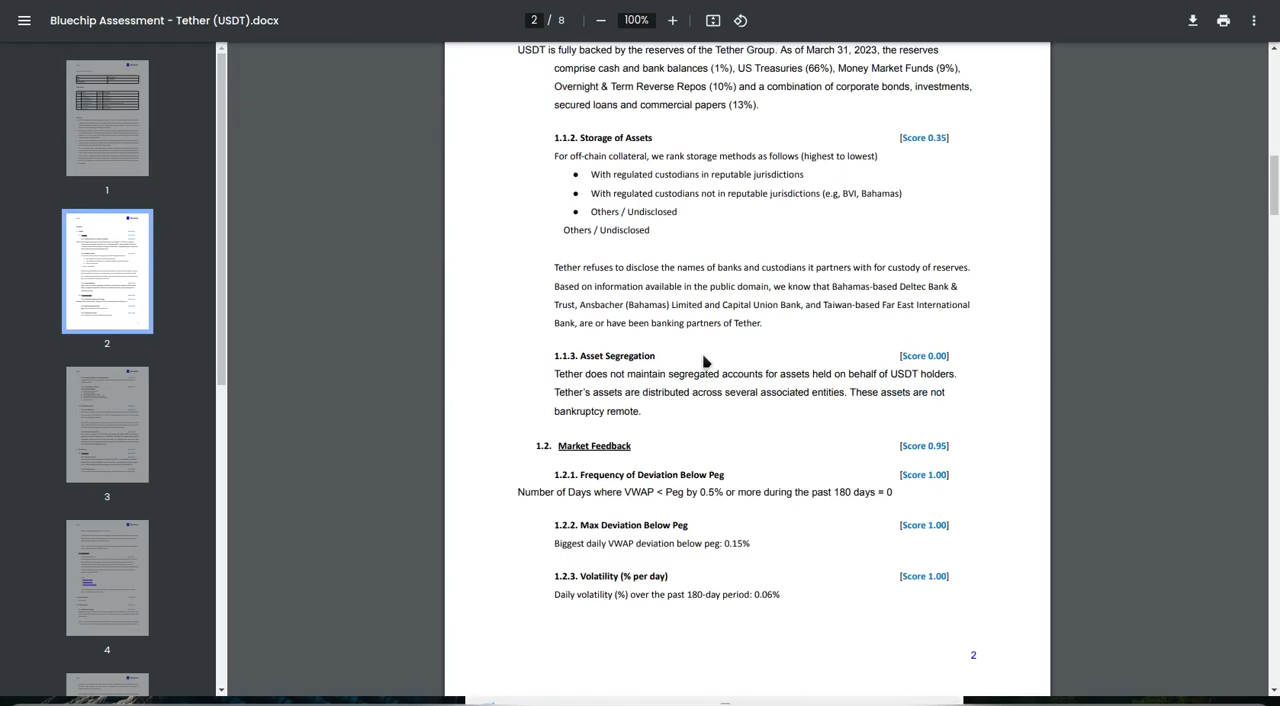 Bluechip Assessment - Tether (USDT).docx
2 / 8
100%
USDT is fully backed by the reserves of the Tether Group. As of March 31, 2023, the reserves
comprise cash and bank balances (1%), US Treasuries (66%), Money Market Funds (9%),
Overnight & Term Reverse Repos (10%) and a combination of corporate bonds, investments,
secured loans and commercial papers (13%).
1.1.2. Storage of Assets [Score 0.35]
For off-chain collateral, we rank storage methods as follows (highest to lowest)
● With regulated custodians in reputable jurisdictions
● With regulated custodians not in reputable jurisdictions (e.g, BVI, Bahamas)
● Others / Undisclosed
Others / Undisclosed
Tether refuses to disclose the names of banks and custodians it partners with for custody of reserves.
Based on information available in the public domain, we know that Bahamas-based Deltec Bank &
Trust, Ansbacher (Bahamas) Limited and Capital Union Bank, and Taiwan-based Far East International
Bank, are or have been banking partners of Tether.
1.1.3. Asset Segregation [Score 0.00]
Tether does not maintain segregated accounts for assets held on behalf of USDT holders.
Tether's assets are distributed across several associated entities. These assets are not
bankruptcy remote.
1.2. Market Feedback [Score 0.95]
1.2.1. Frequency of Deviation Below Peg [Score 1.00]
Number of Days where VWAP < Peg by 0.5% or more during the past 180 days = 0
1.2.2. Max Deviation Below Peg [Score 1.00]
Biggest daily VWAP deviation below peg: 0.15%
1.2.3. Volatility (% per day) [Score 1.00]
Daily volatility (%) over the past 180-day period: 0.06%
2
1
2
3
4